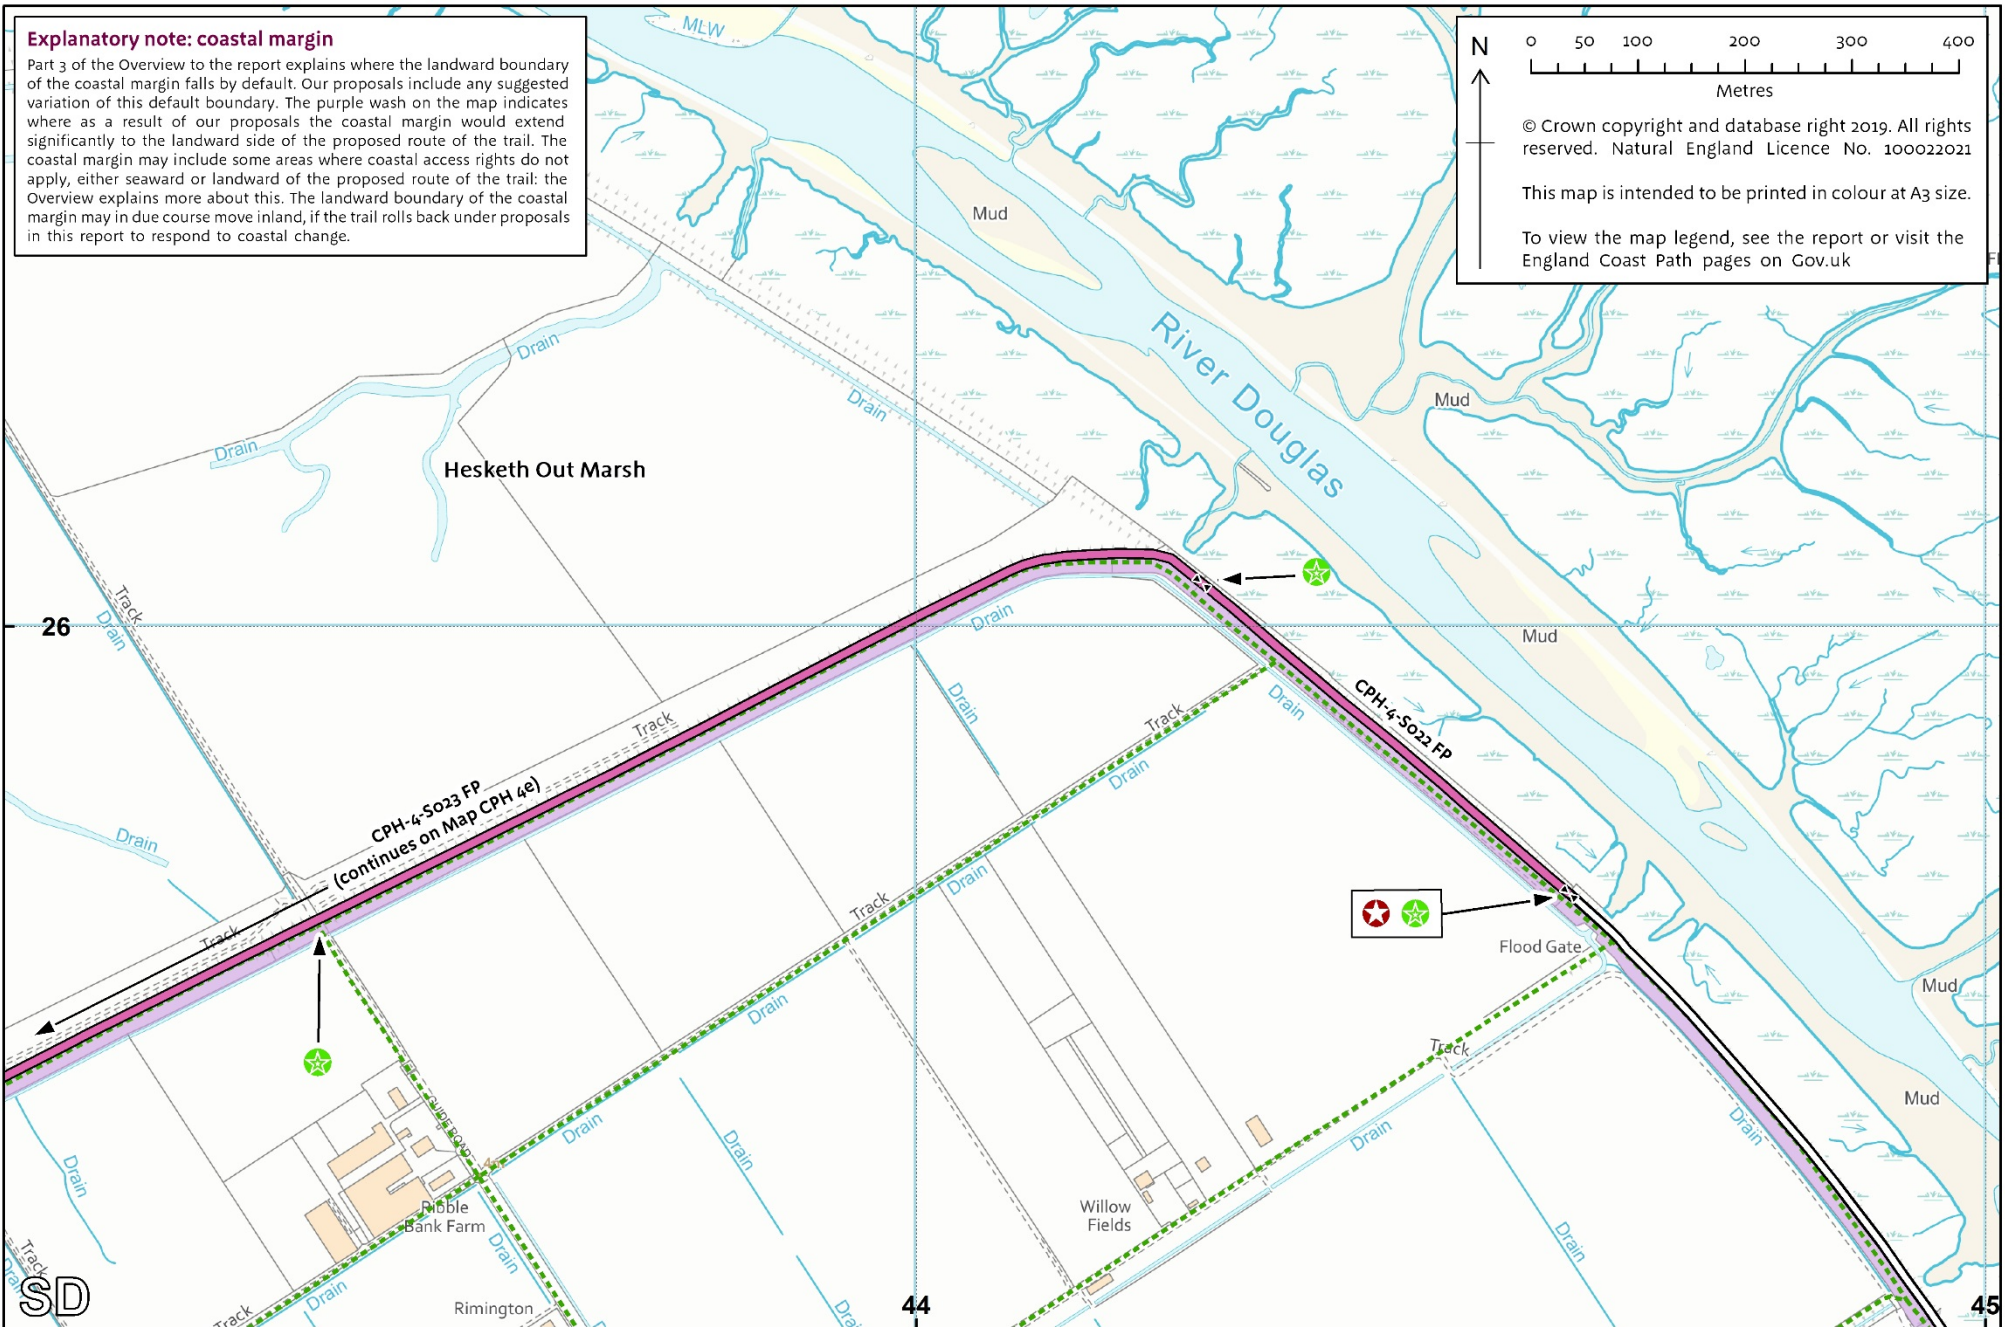 Explanatory note: coastal margin
Part 3 of the Overview to the report explains where the landward boundary
of the coastal margin falls by default. Our proposals include any suggested
variation of this default boundary. The purple wash on the map indicates
where as a result of our proposals the coastal margin would extend
significantly to the landward side of the proposed route of the trail. The
coastal margin may include some areas where coastal access rights do not
apply, either seaward or landward of the proposed route of the trail: the
Overview explains more about this. The landward boundary of the coastal
margin may in due course move inland, if the trail rolls back under proposals
in this report to respond to coastal change.
MLW
N
0 50 100 200 300 400
Metres
© Crown copyright and database right 2019. All rights
reserved. Natural England Licence No. 100022021
This map is intended to be printed in colour at A3 size.
To view the map legend, see the report or visit the
England Coast Path pages on Gov.uk
Mud
River Douglas
Drain
Drain
Mud
Drain
Hesketh Out Marsh
Track
Drain
26
Drain
Mud
Drain
Drain
CPH-4-S022 FP
Track
Track
Drain
CPH-4-S023 FP
(continues on Map CPH 4e)
Drain
Drain
Track
Track
Flood Gate
Mud
Drain
Track
Mud
GUIDE ROAD
Drain
Drain
Drain
Drain
Drain
Ribble
Bank Farm
Willow
Fields
Track
Drain
Drain
Drain
Drain
SD
Track
Drain
Rimington
Drain
44
45